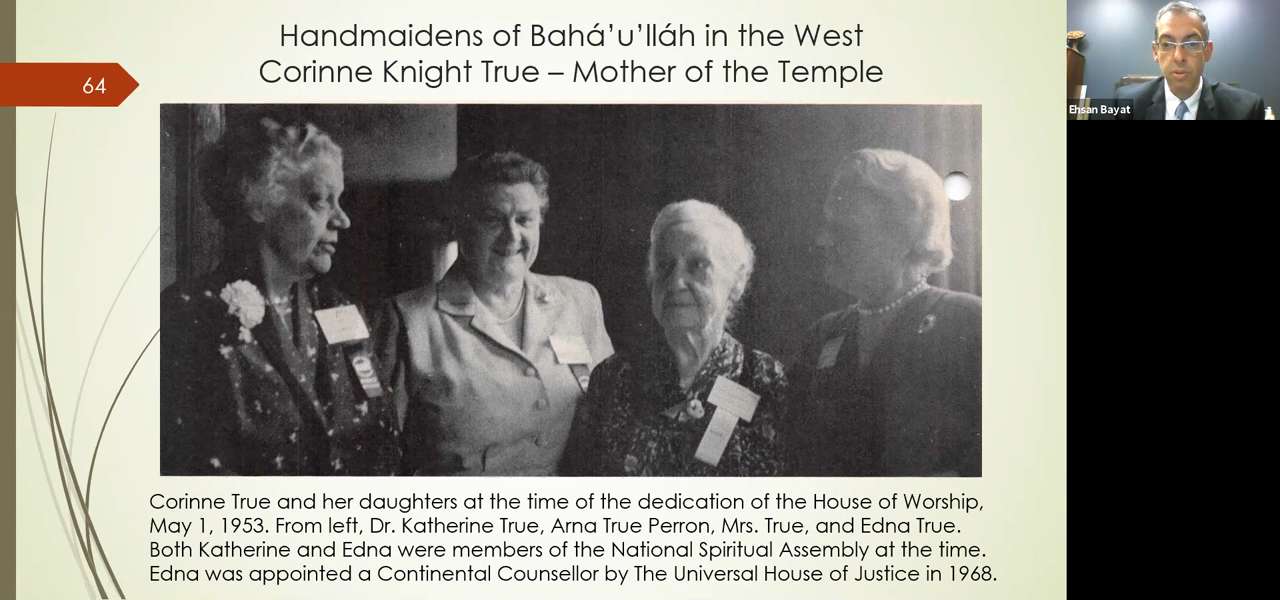 Handmaidens of Bahá’u’lláh in the West
Corinne Knight True – Mother of the Temple
64
Ehsan Bayat
Corinne True and her daughters at the time of the dedication of the House of Worship,
May 1, 1953. From left, Dr. Katherine True, Arna True Perron, Mrs. True, and Edna True.
Both Katherine and Edna were members of the National Spiritual Assembly at the time.
Edna was appointed a Continental Counsellor by The Universal House of Justice in 1968.